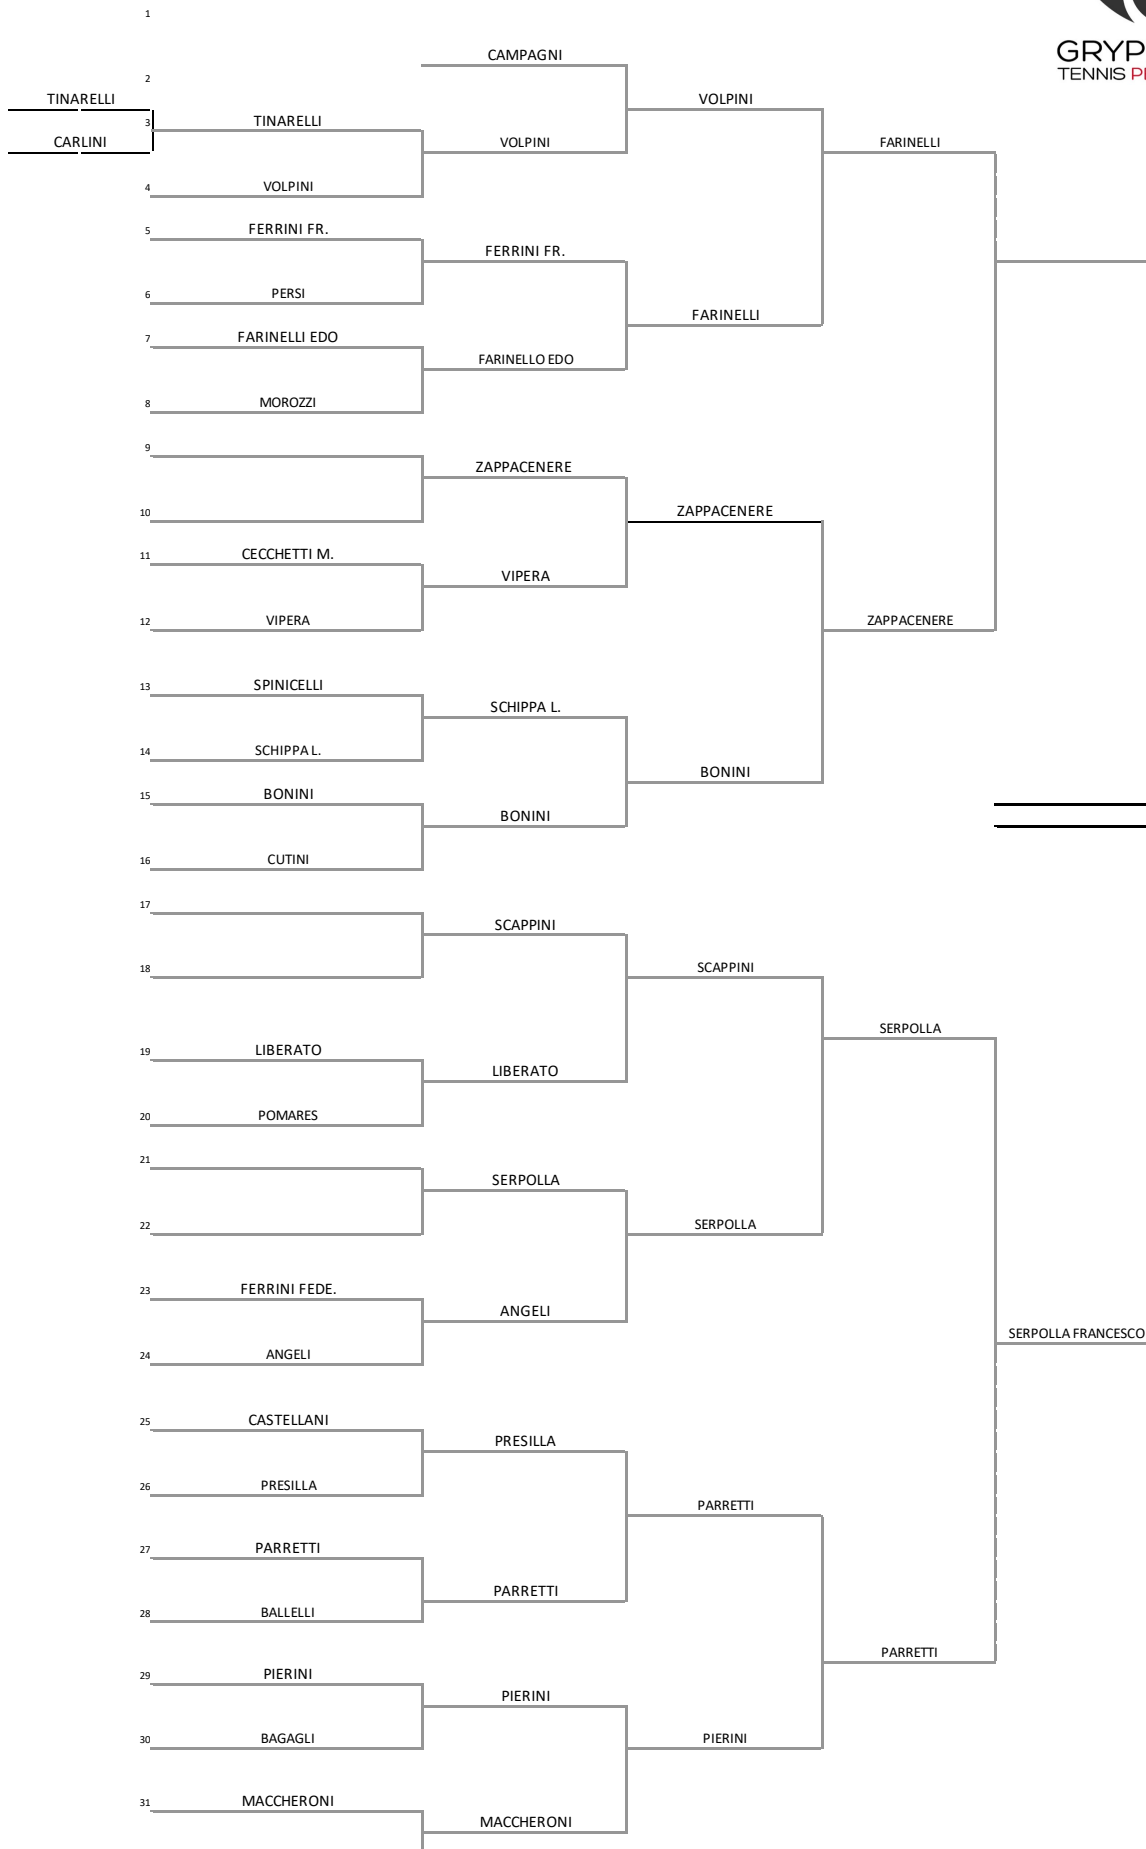 1
CAMPAGNI
GRYP
TENNIS P
2
TINARELLI
VOLPINI
3
TINARELLI
CARLINI
VOLPINI
FARINELLI
4
VOLPINI
5
FERRINI FR.
FERRINI FR.
6
PERSI
FARINELLI
7
FARINELLI EDO
FARINELLO EDO
8
MOROZZI
9
ZAPPACENERE
10
ZAPPACENERE
11
CECCHETTI M.
VIPERA
12
VIPERA
ZAPPACENERE
13
SPINICELLI
SCHIPPA L.
14
SCHIPPA L.
BONINI
15
BONINI
BONINI
16
CUTINI
17
SCAPPINI
18
SCAPPINI
SERPOLLA
19
LIBERATO
LIBERATO
20
POMARES
21
SERPOLLA
22
SERPOLLA
23
FERRINI FEDE.
ANGELI
SERPOLLA FRANCESCO
24
ANGELI
25
CASTELLANI
PRESILLA
26
PRESILLA
PARRETTI
27
PARRETTI
PARRETTI
28
BALLELLI
PARRETTI
29
PIERINI
PIERINI
30
BAGAGLI
PIERINI
31
MACCHERONI
MACCHERONI